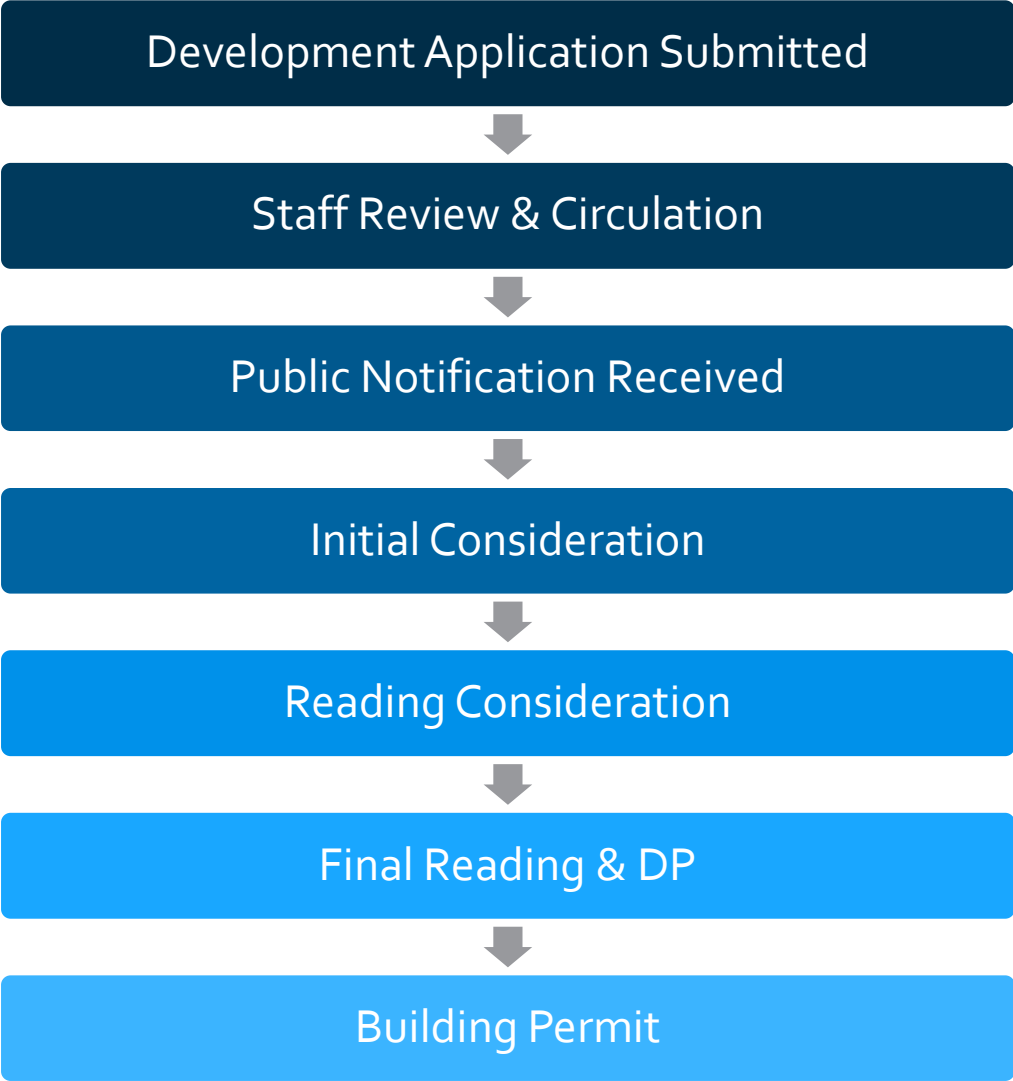 Development Application Submitted
Staff Review & Circulation
Public Notification Received
Initial Consideration
Reading Consideration
Final Reading & DP
Building Permit